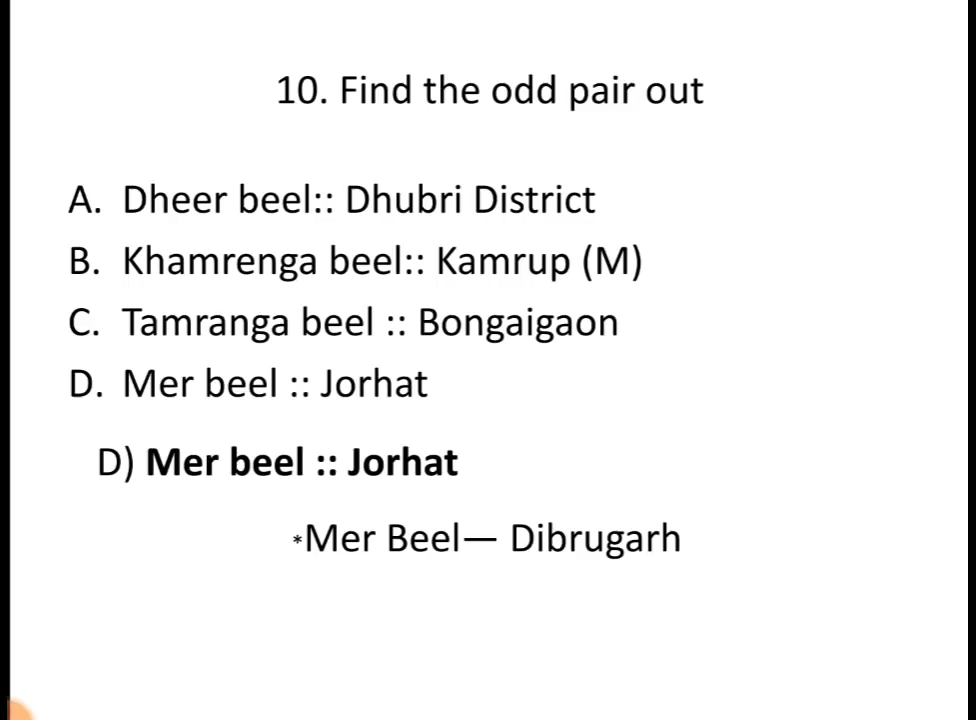 10. Find the odd pair out
A. Dheer beel:: Dhubri District
B. Khamrenga beel:: Kamrup (M)
C. Tamranga beel :: Bongaigaon
D. Mer beel :: Jorhat
D) Mer beel :: Jorhat
*Mer Beel— Dibrugarh